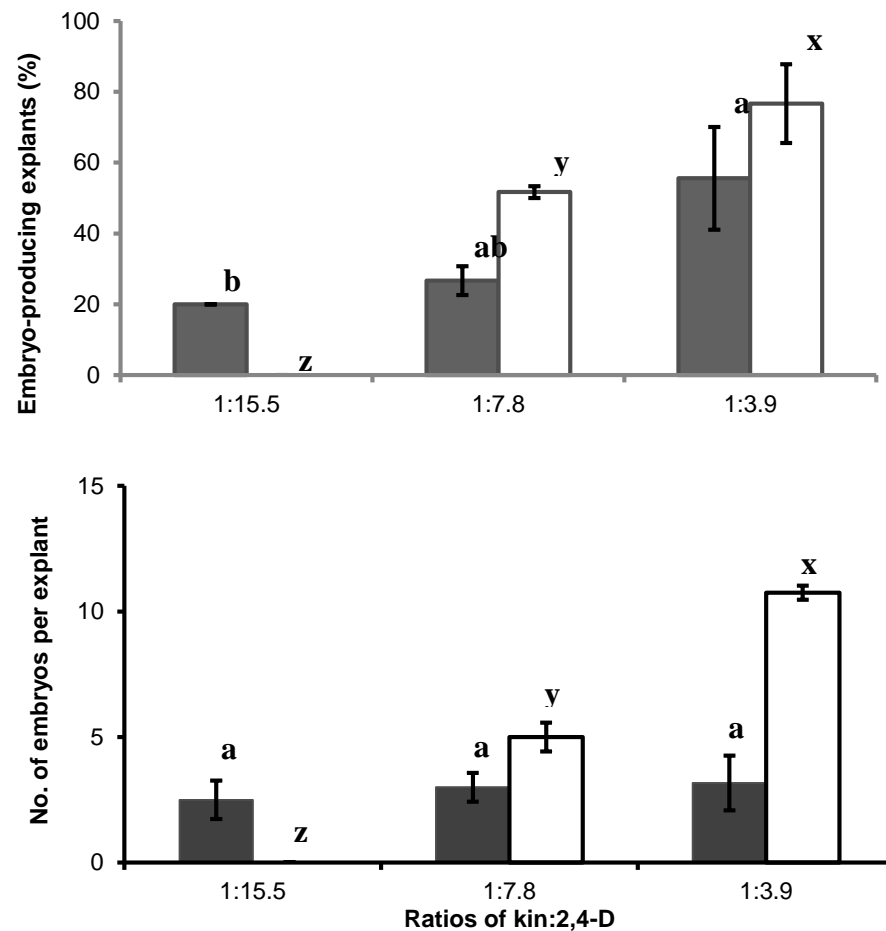 Embryo-producing explants (%)
100
80
60
40
20
0
b
z
ab
y
a
x
1:15.5 1:7.8 1:3.9
No. of embryos per explant
15
10
5
0
a
z
a
y
a
x
1:15.5 1:7.8 1:3.9
Ratios of kin:2,4-D